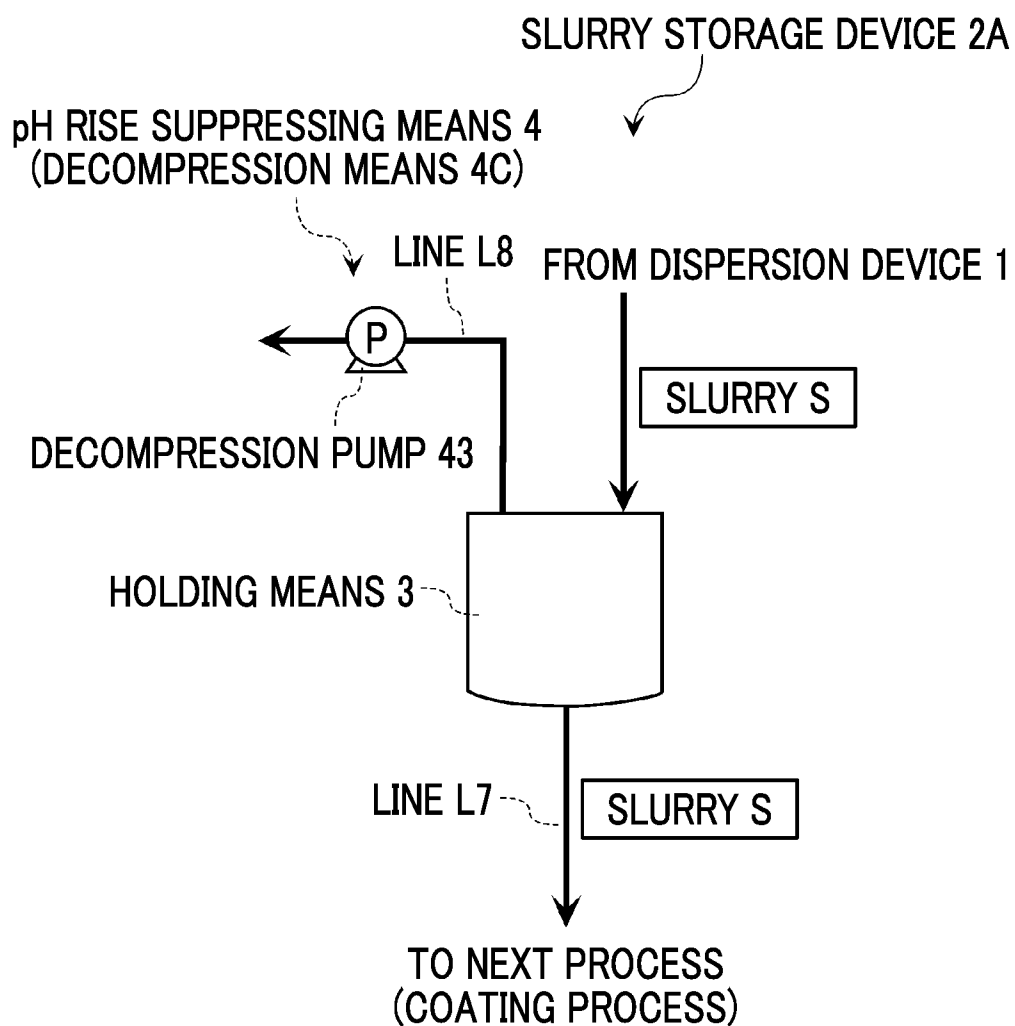 SLURRY STORAGE DEVICE 2A
pH RISE SUPPRESSING MEANS 4
(DECOMPRESSION MEANS 4C)
LINE L8
FROM DISPERSION DEVICE 1
P
SLURRY S
DECOMPRESSION PUMP 43
HOLDING MEANS 3
LINE L7
SLURRY S
TO NEXT PROCESS
(COATING PROCESS)